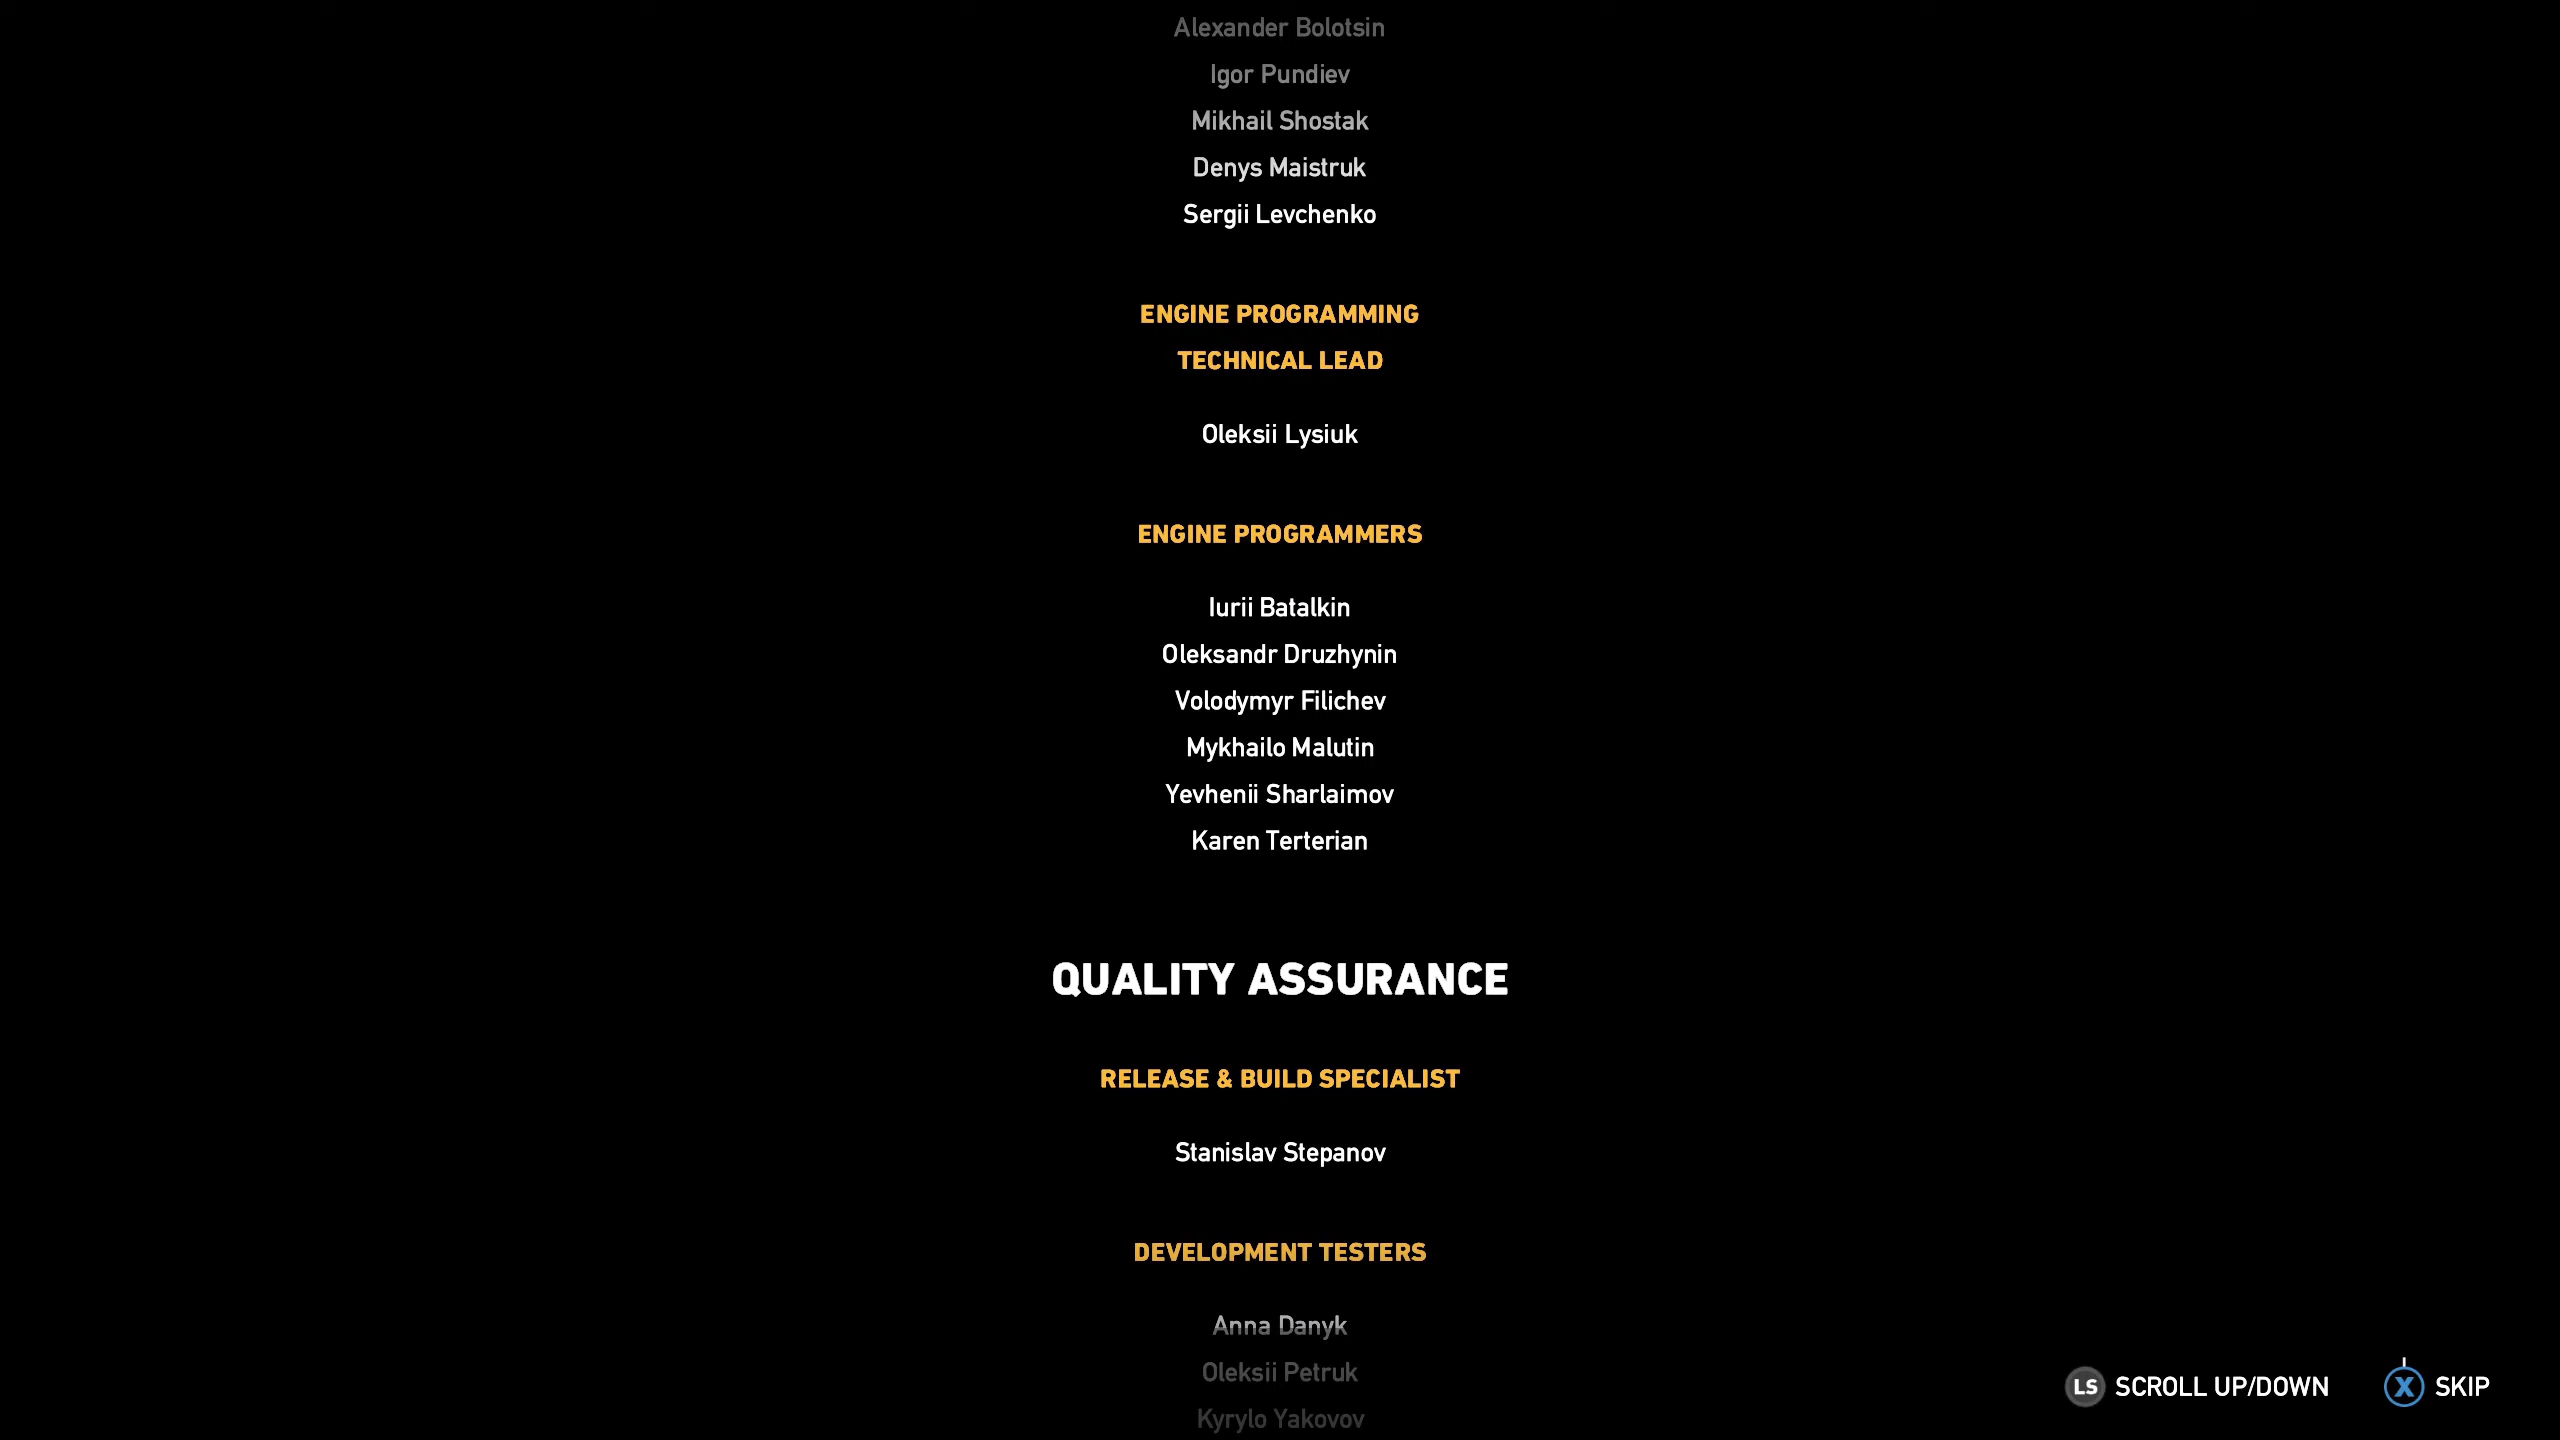 Alexander Bolotsin
Igor Pundiev
Mikhail Shostak
Denys Maistruk
Sergii Levchenko
ENGINE PROGRAMMING
TECHNICAL LEAD
Oleksii Lysiuk
ENGINE PROGRAMMERS
Iurii Batalkin
Oleksandr Druzhynin
Volodymyr Filichev
Mykhailo Malutin
Yevhenii Sharlaimov
Karen Terterian
QUALITY ASSURANCE
RELEASE & BUILD SPECIALIST
Stanislav Stepanov
DEVELOPMENT TESTERS
Anna Danyk
Oleksii Petruk
Kyrylo Yakovov
LS SCROLL UP/DOWN X SKIP